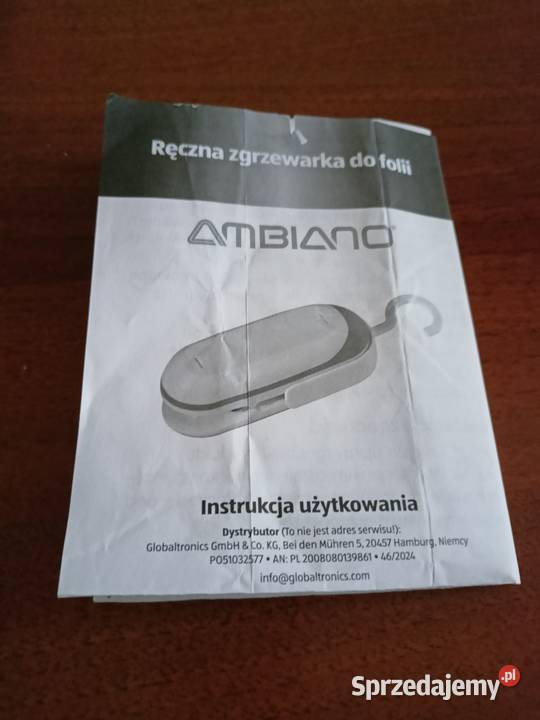 Ręczna zgrzewarka do folii
AMBIANO®
Instrukcja użytkowania
Dystrybutor (To nie jest adres serwisu!):
Globaltronics GmbH & Co. KG, Bei den Mühren 5, 20457 Hamburg, Niemcy
PO51032577 • AN: PL 2008080139861 • 46/2024
info@globaltronics.com
Sprzedajemy.pl